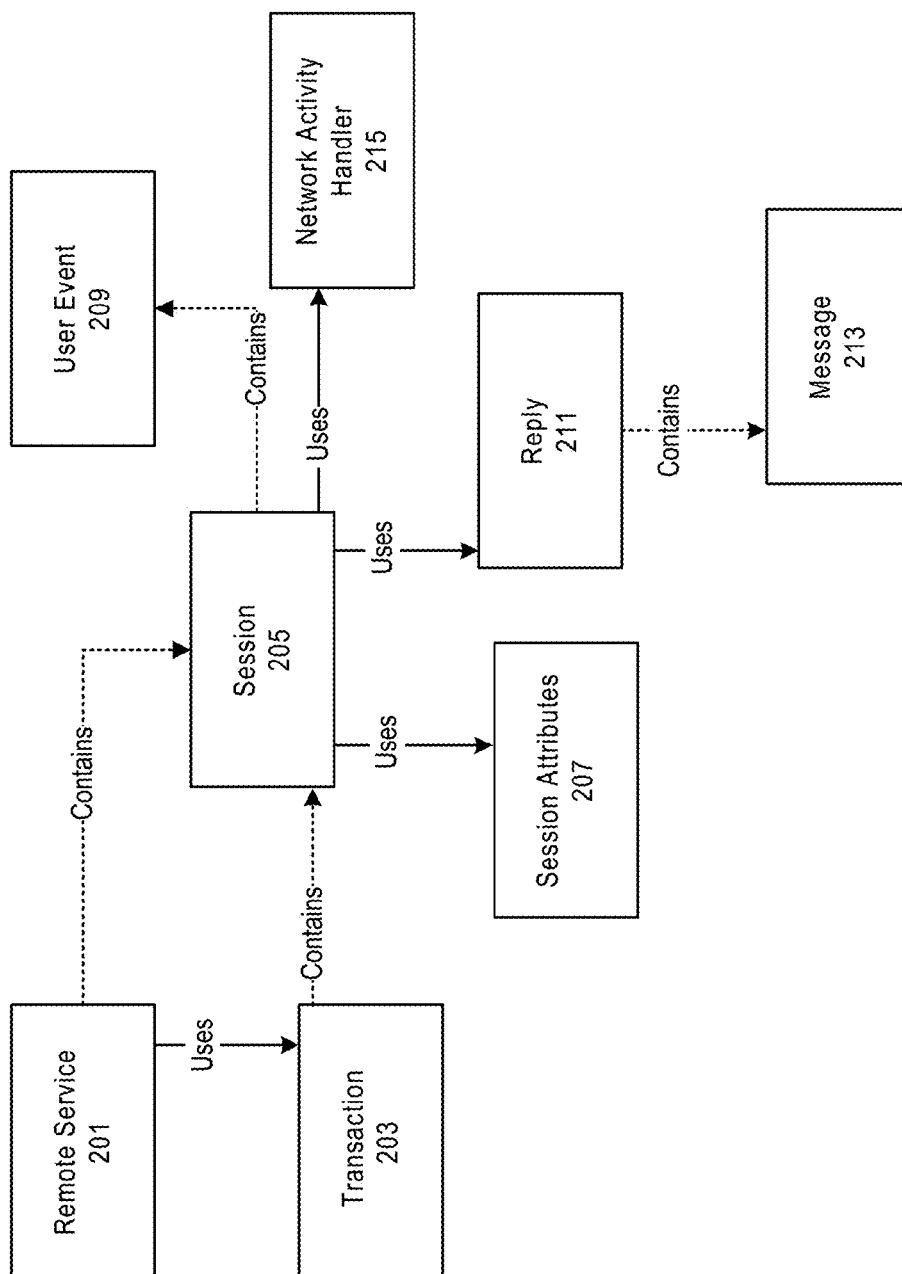 Remote Service
201
Uses
Transaction
203
Contains
Contains
Session
205
Uses
Session Attributes
207
Uses
Reply
211
Contains
Message
213
Contains
User Event
209
Uses
Network Activity
Handler
215